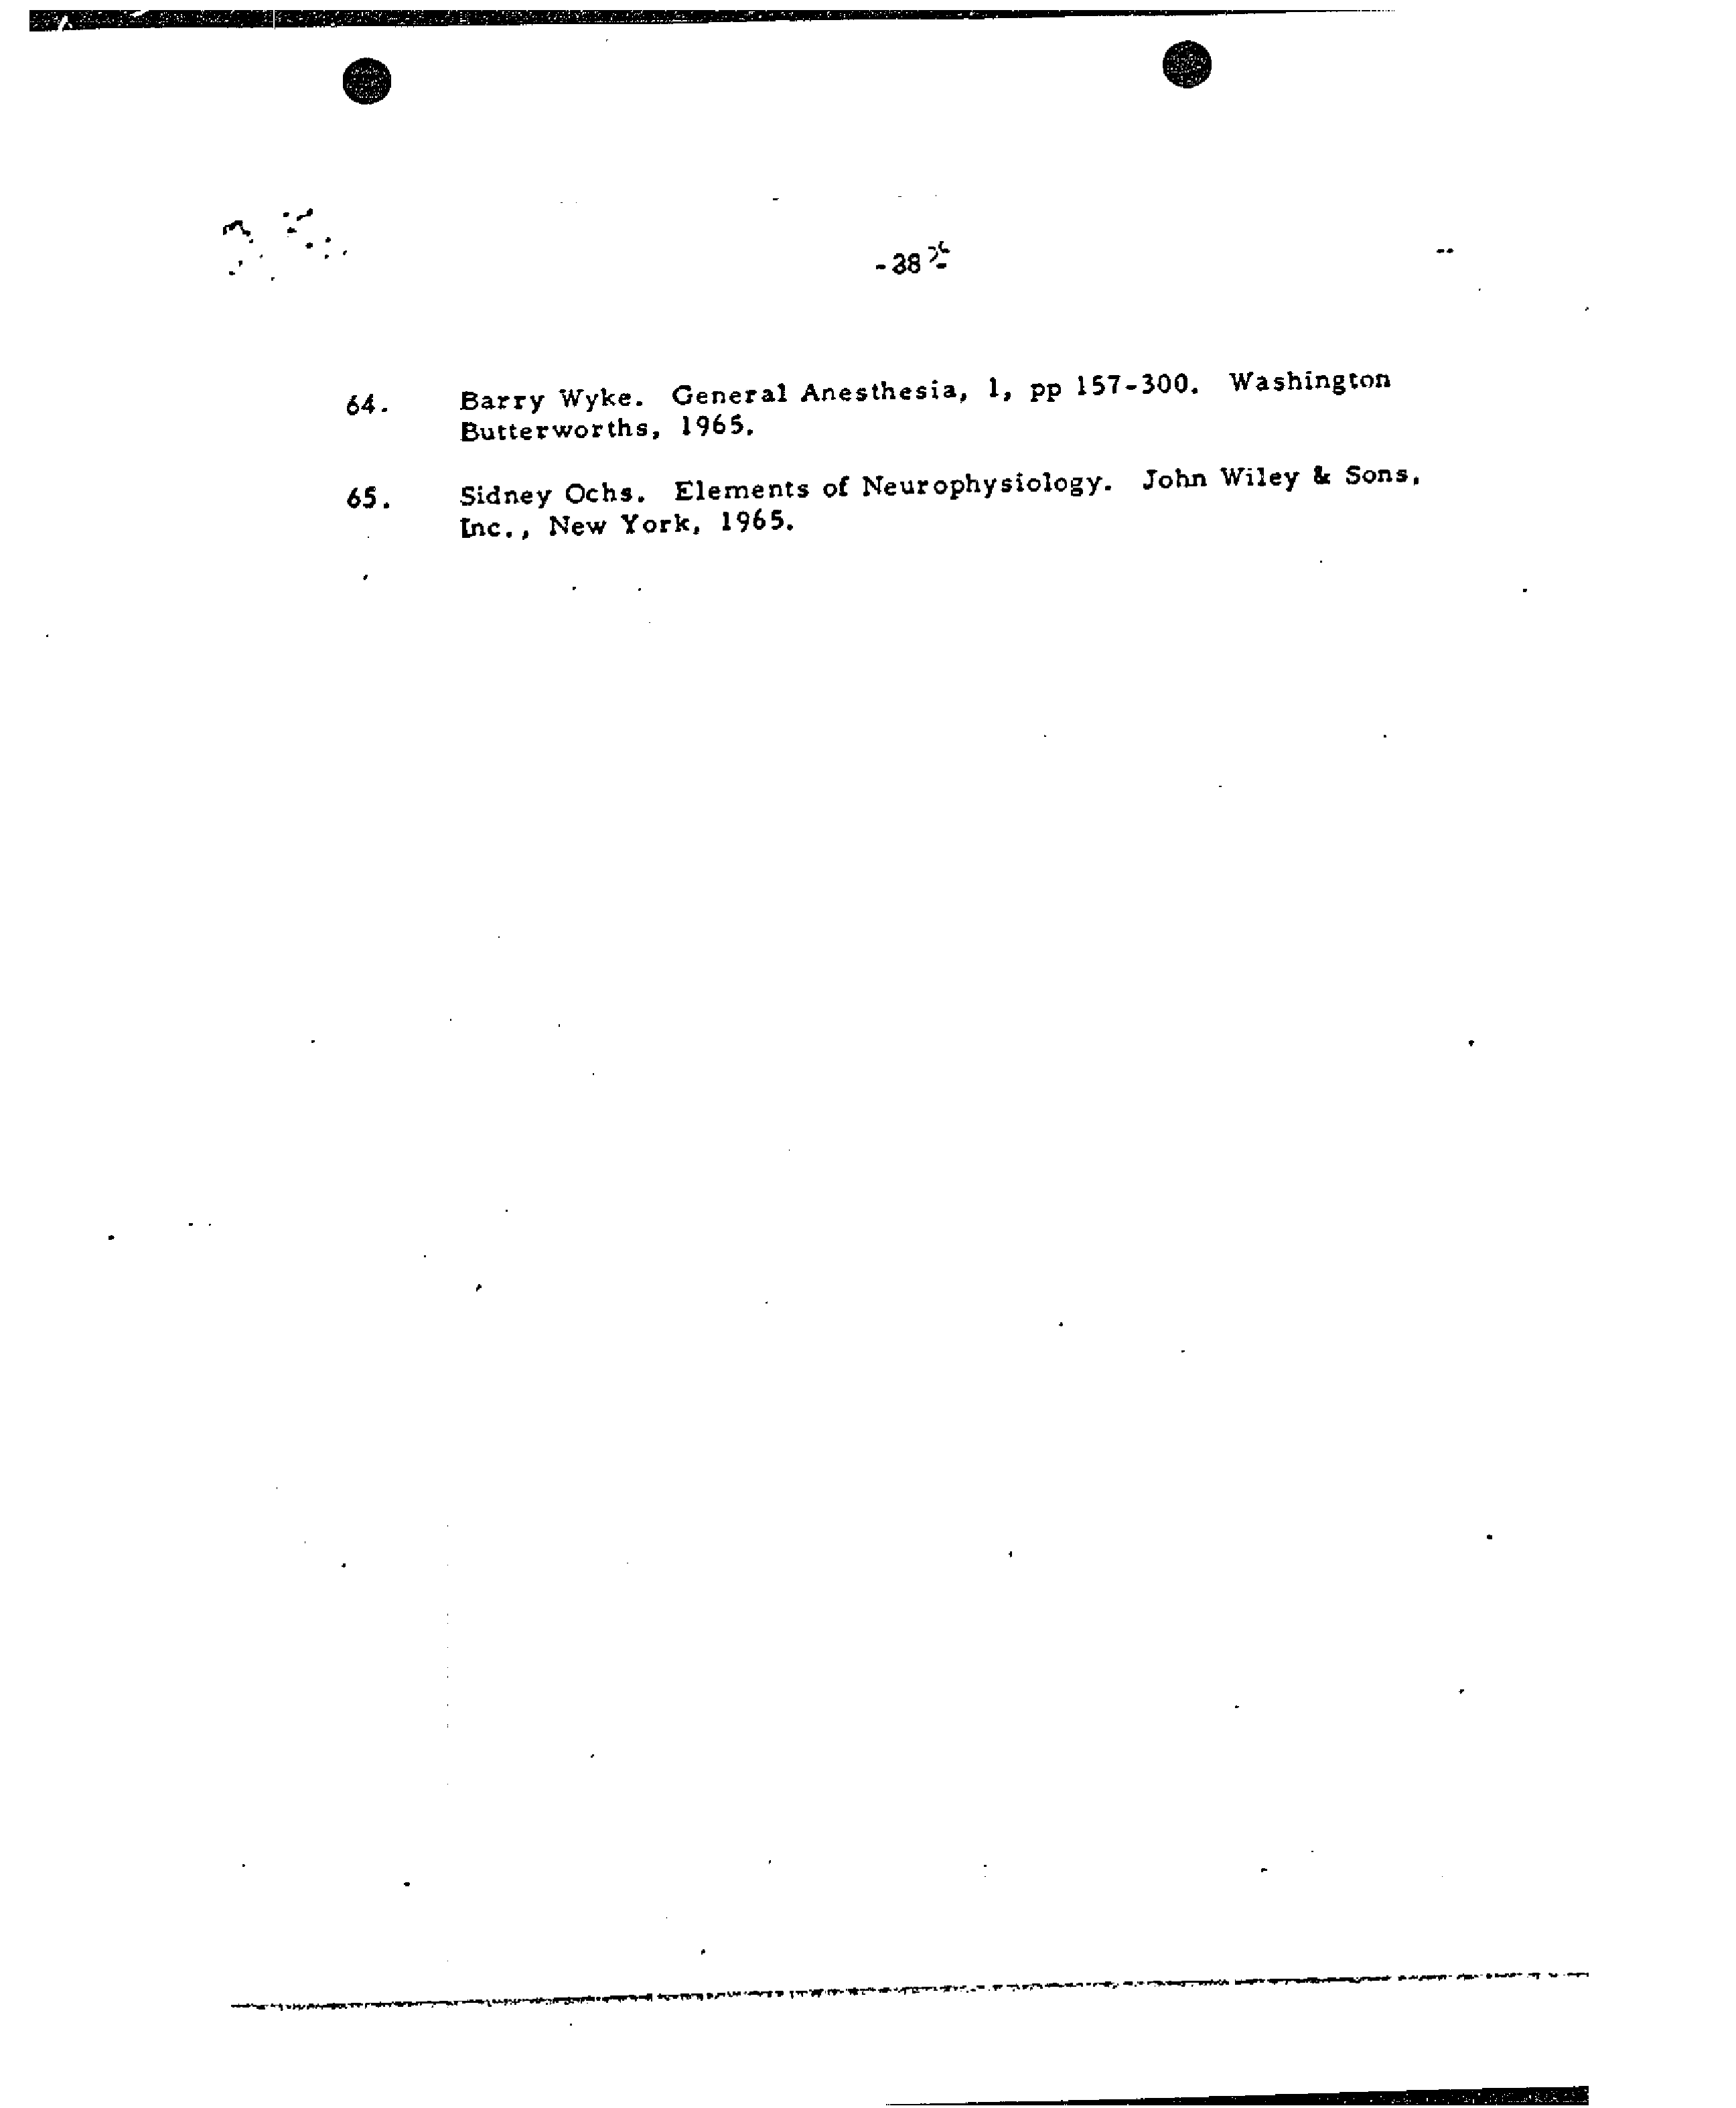 -38
64. Barry Wyke. General Anesthesia, 1, pp 157-300. Washington
Butterworths, 1965.
65. Sidney Ochs. Elements of Neurophysiology. John Wiley & Sons,
Inc., New York, 1965.